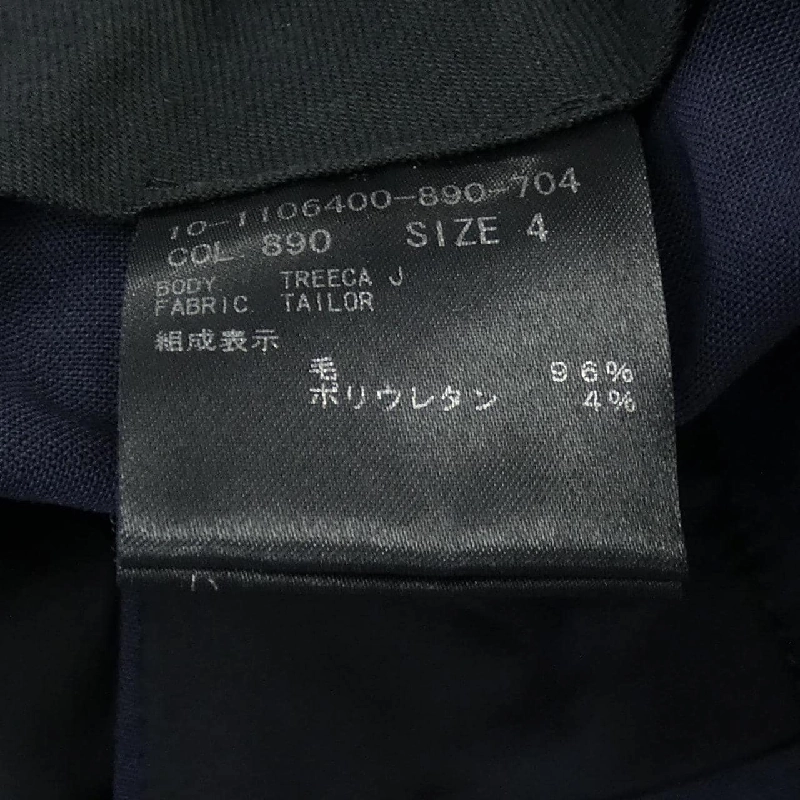 10-1106400-890-704
COL 890 SIZE 4
BODY TREECA J
FABRIC TAILOR
組成表示
毛 96%
ポリウレタン 4%